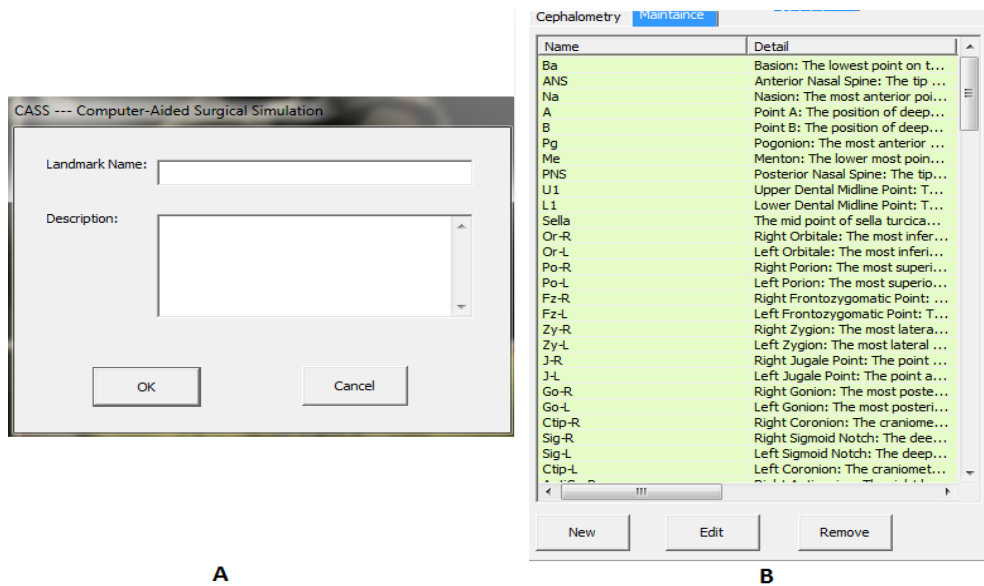 CASS --- Computer-Aided Surgical Simulation
Landmark Name:
Description:
OK Cancel
A
Cephalometry Maintaince
Name Detail
Ba Basion: The lowest point on t...
ANS Anterior Nasal Spine: The tip ...
Na Nasion: The most anterior poi...
A Point A: The position of deep...
B Point B: The position of deep...
Pg Pogonion: The most anterior ...
Me Menton: The lower most poin...
PNS Posterior Nasal Spine: The tip...
U1 Upper Dental Midline Point: T...
L1 Lower Dental Midline Point: T...
Sella The mid point of sella turcica...
Or-R Right Orbitale: The most infer...
Or-L Left Orbitale: The most inferi...
Po-R Right Porion: The most superi...
Po-L Left Porion: The most superio...
Fz-R Right Frontozygomatic Point: ...
Fz-L Left Frontozygomatic Point: T...
Zy-R Right Zygion: The most latera...
Zy-L Left Zygion: The most lateral ...
J-R Right Jugale Point: The point ...
J-L Left Jugale Point: The point a...
Go-R Right Gonion: The most poste...
Go-L Left Gonion: The most posteri...
Ctip-R Right Coronion: The craniome...
Sig-R Right Sigmoid Notch: The dee...
Sig-L Left Sigmoid Notch: The deep...
Ctip-L Left Coronion: The craniomet...
New Edit Remove
B